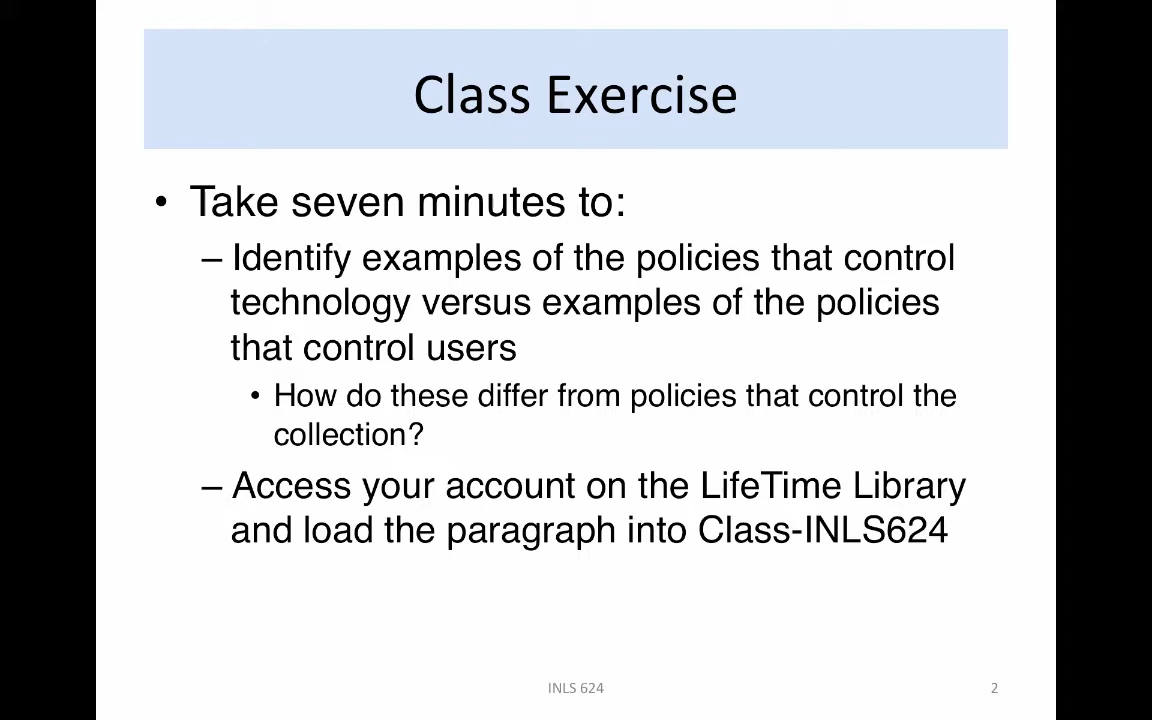 Class Exercise
• Take seven minutes to:
– Identify examples of the policies that control
technology versus examples of the policies
that control users
• How do these differ from policies that control the
collection?
– Access your account on the LifeTime Library
and load the paragraph into Class-INLS624
INLS 624
2